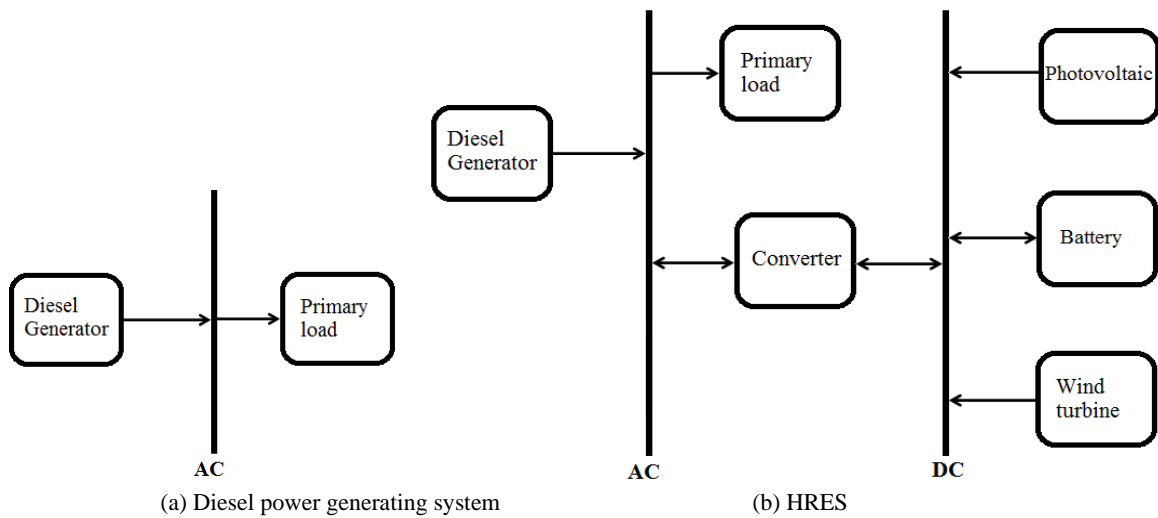 Diesel
Generator
Primary
load
AC
(a) Diesel power generating system
Diesel
Generator
Primary
load
Converter
Photovoltaic
Battery
Wind
turbine
AC
DC
(b) HRES